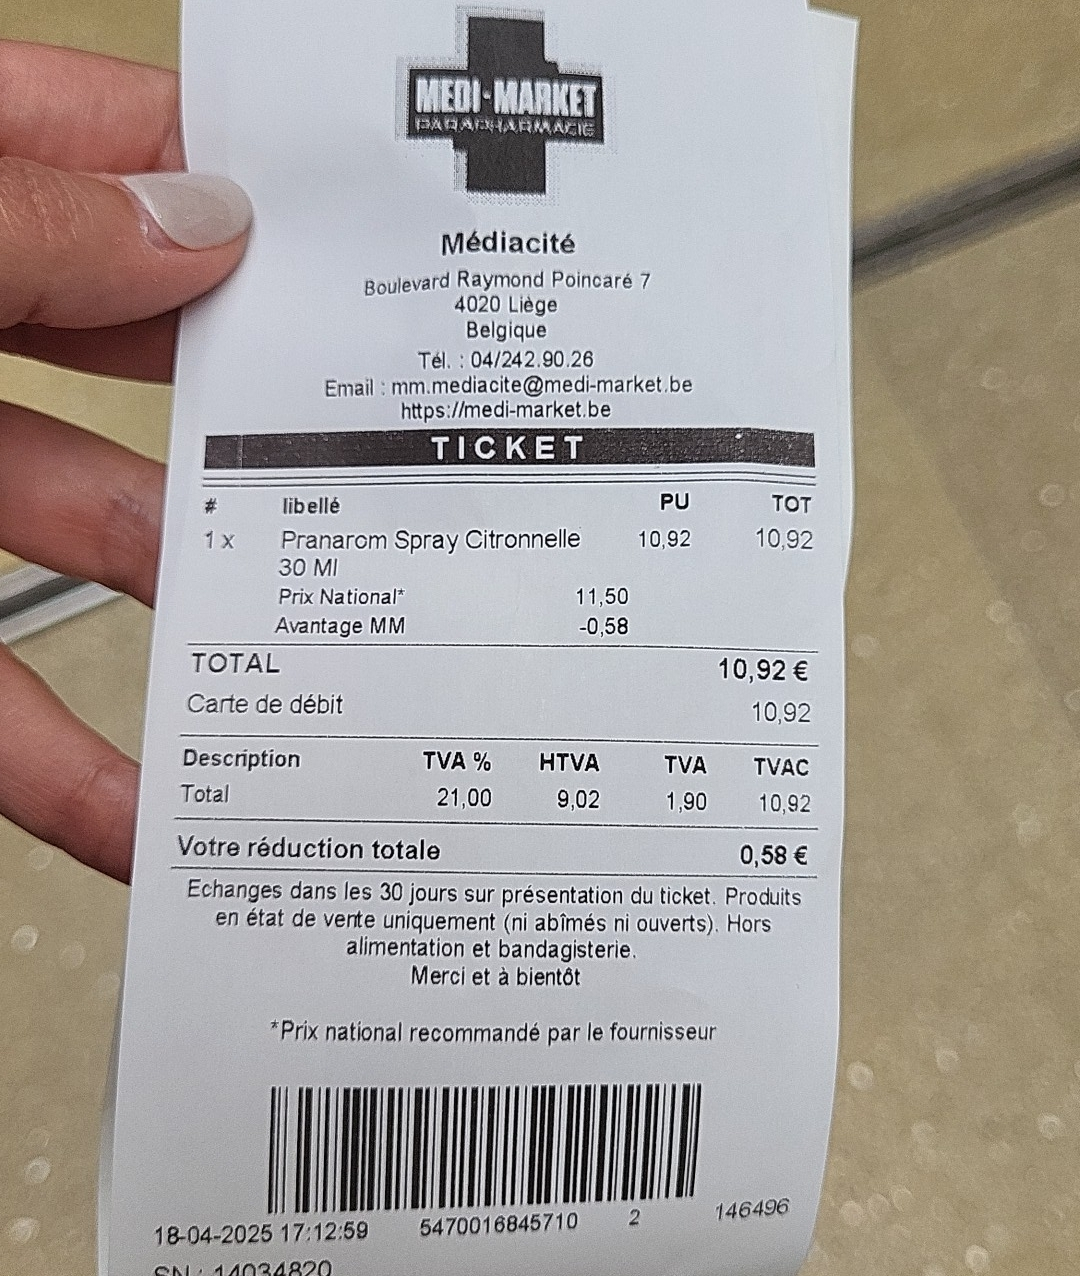 MEDI-MARKET
PARAPHARMACIE
Médiacité
Boulevard Raymond Poincaré 7
4020 Liège
Belgique
Tél. : 04/242.90.26
Email : mm.mediacite@medi-market.be
https://medi-market.be
TICKET
# libellé PU TOT
1 x Pranarom Spray Citronnelle 10,92 10,92
30 Ml
Prix National* 11,50
Avantage MM -0,58
TOTAL 10,92 €
Carte de débit 10,92
Description TVA % HTVA TVA TVAC
Total 21,00 9,02 1,90 10,92
Votre réduction totale 0,58 €
Echanges dans les 30 jours sur présentation du ticket. Produits
en état de vente uniquement (ni abîmés ni ouverts). Hors
alimentation et bandagisterie.
Merci et à bientôt
*Prix national recommandé par le fournisseur
18-04-2025 17:12:59 5470016845710 2 146496
SN : 14034820